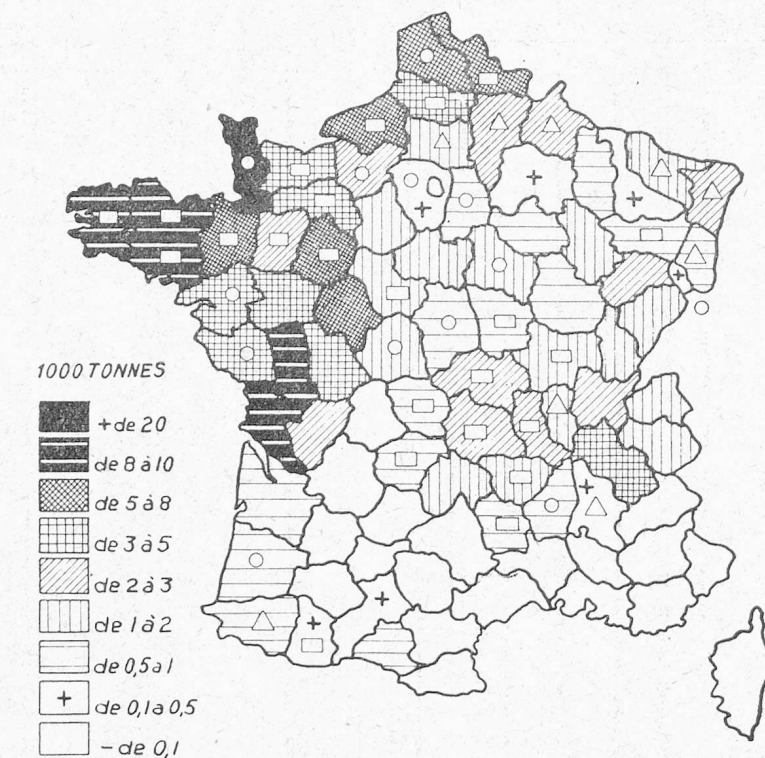 1000 TONNES
+ de 20
de 8 à 10
de 5 à 8
de 3 à 5
de 2 à 3
de 1 à 2
de 0,5 a 1
+ de 0,1 a 0,5
- de 0,1